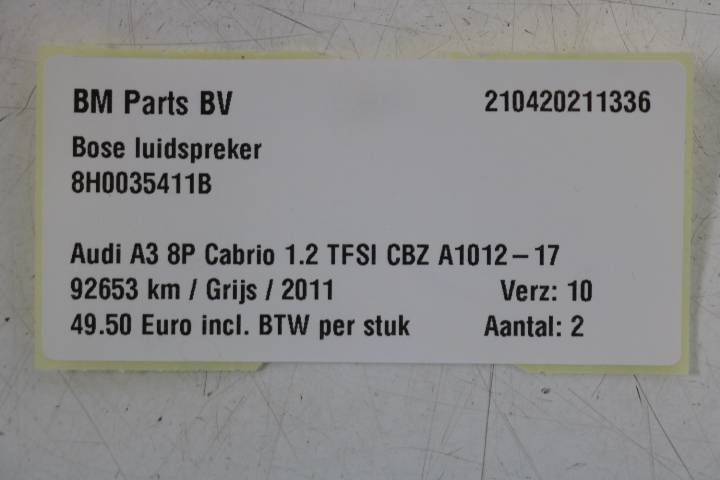 BM Parts BV 210420211336
Bose luidspreker
8H0035411B
Audi A3 8P Cabrio 1.2 TFSI CBZ A1012-17
92653 km / Grijs / 2011 Verz: 10
49.50 Euro incl. BTW per stuk Aantal: 2